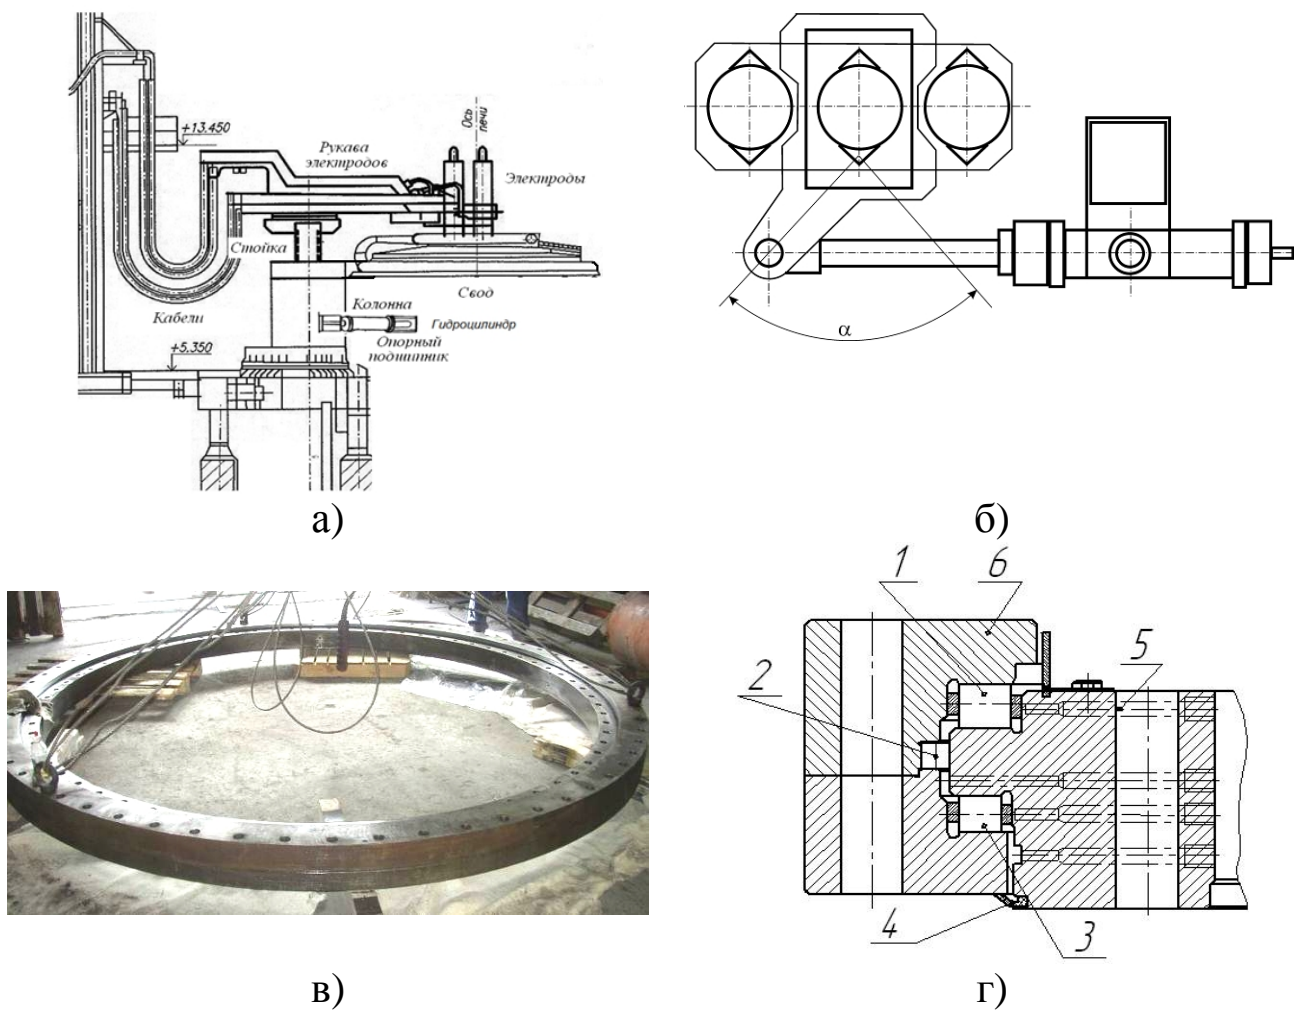 +13.450
Ось
печи
Рукава
электродов
Электроды
Стойка
Свод
Кабели
Колонна
Гидроцилиндр
Опорный
подшипник
+5.350
α
а)
б)
1
6
2
5
4
3
в)
г)